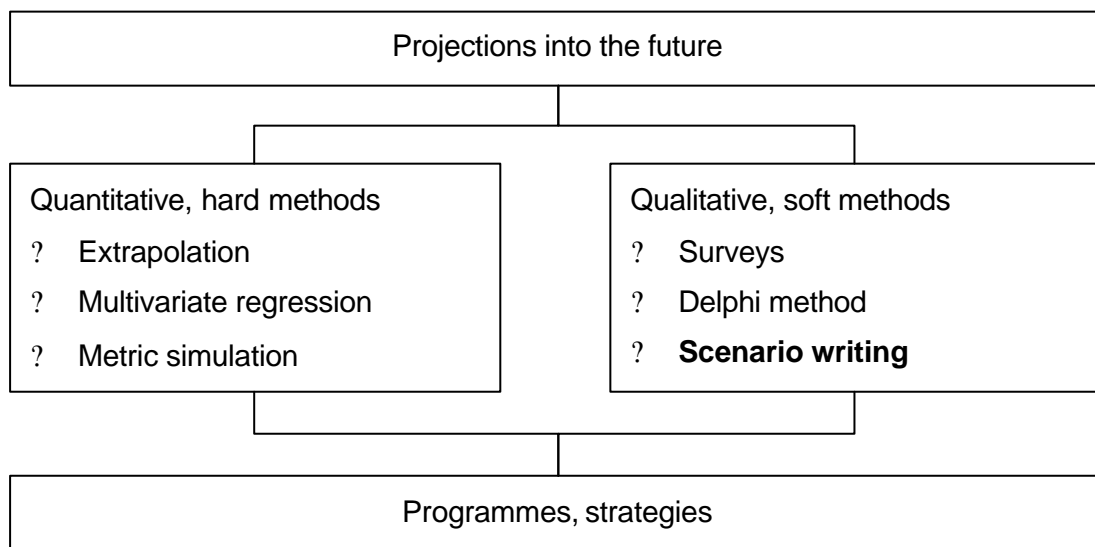 Projections into the future
Quantitative, hard methods
? Extrapolation
? Multivariate regression
? Metric simulation
Qualitative, soft methods
? Surveys
? Delphi method
? Scenario writing
Programmes, strategies